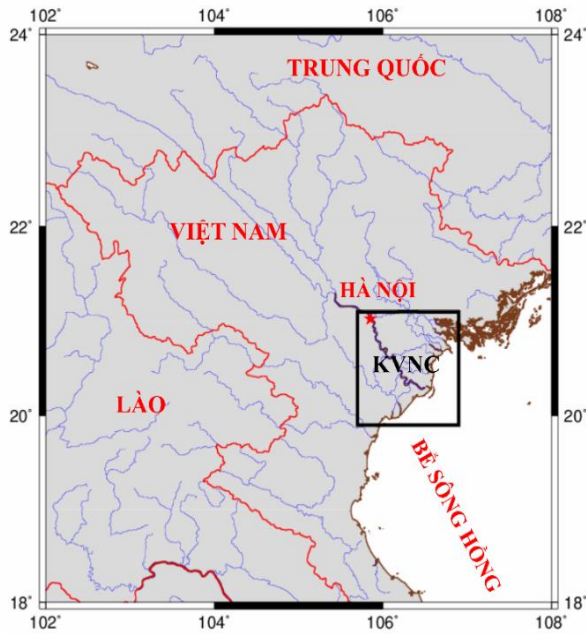 102° 104° 106° 108°
24° 24°
TRUNG QUỐC
22° 22°
VIỆT NAM
HÀ NỘI
KVNC
LÀO
20° 20°
BỂ SÔNG HỒNG
18° 18°
102° 104° 106° 108°